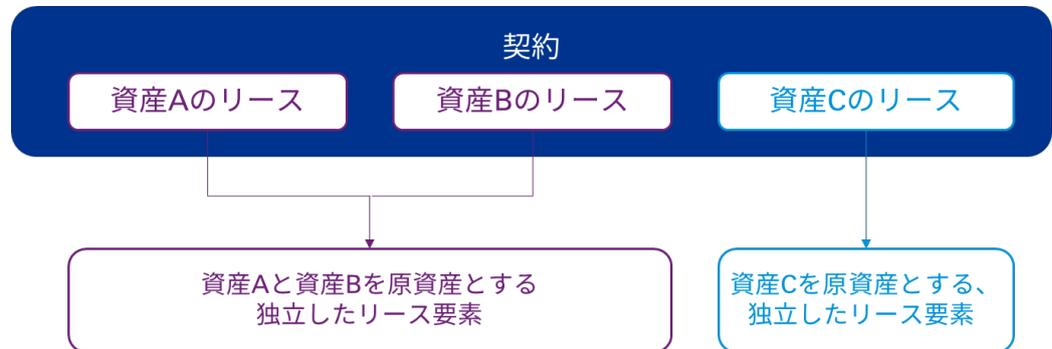 契約
資産Aのリース
資産Bのリース
資産Cのリース
資産Aと資産Bを原資産とする
独立したリース要素
資産Cを原資産とする、
独立したリース要素